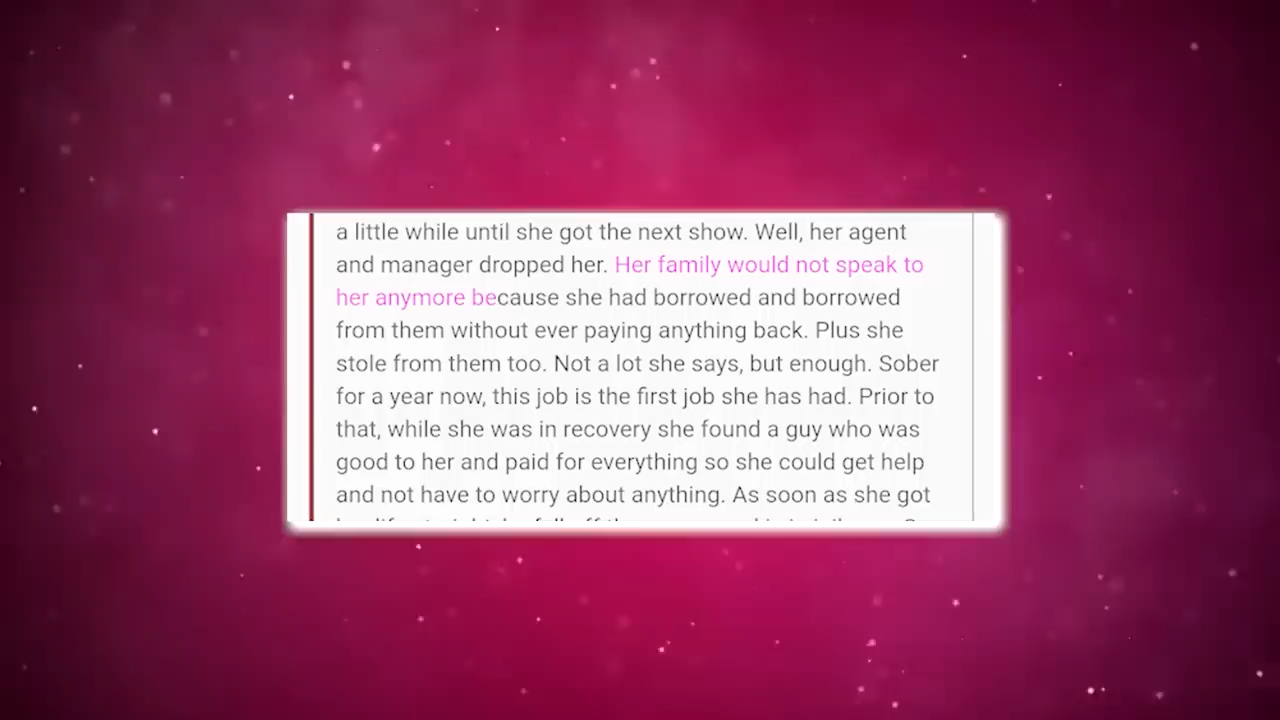 a little while until she got the next show. Well, her agent
and manager dropped her. Her family would not speak to
her anymore because she had borrowed and borrowed
from them without ever paying anything back. Plus she
stole from them too. Not a lot she says, but enough. Sober
for a year now, this job is the first job she has had. Prior to
that, while she was in recovery she found a guy who was
good to her and paid for everything so she could get help
and not have to worry about anything. As soon as she got